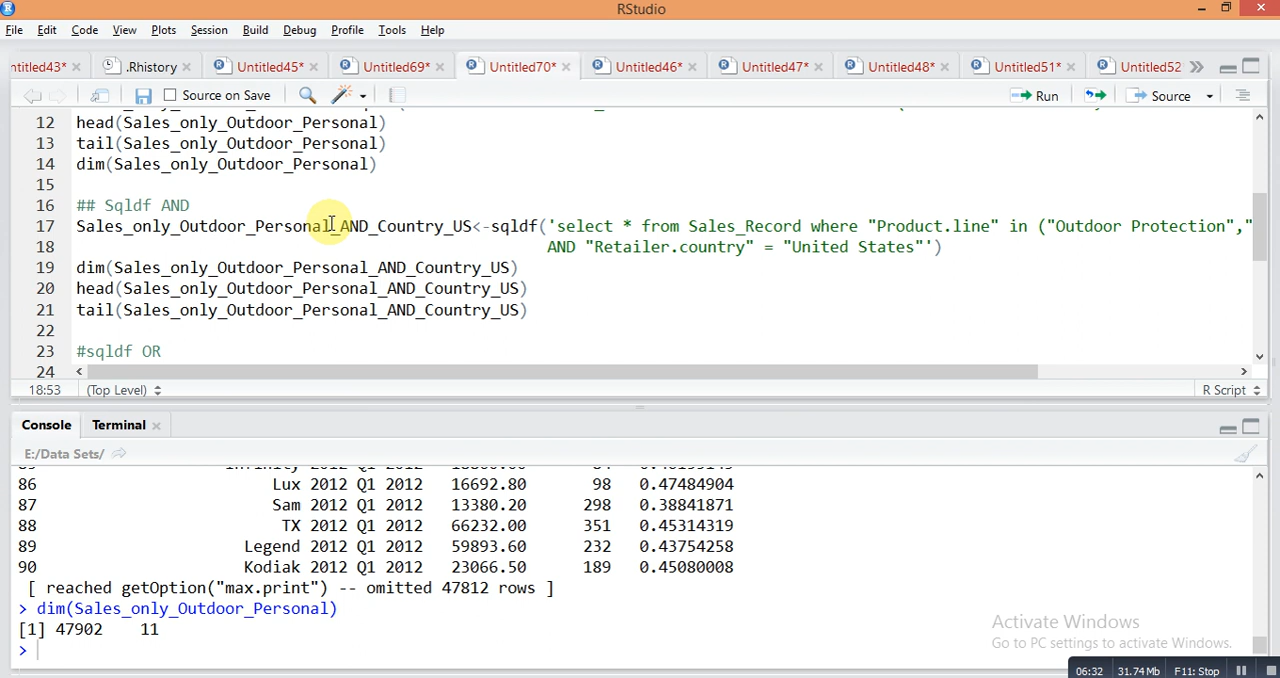 RStudio
File Edit Code View Plots Session Build Debug Profile Tools Help
ntitled43* .Rhistory Untitled45* Untitled69* Untitled70* Untitled46* Untitled47* Untitled48* Untitled51* Untitled52
Source on Save Run Source
12 head(Sales_only_Outdoor_Personal)
13 tail(Sales_only_Outdoor_Personal)
14 dim(Sales_only_Outdoor_Personal)
15
16 ## Sqldf AND
17 Sales_only_Outdoor_Personal_AND_Country_US<-sqldf('select * from Sales_Record where "Product.line" in ("Outdoor Protection","
18 AND "Retailer.country" = "United States"')
19 dim(Sales_only_Outdoor_Personal_AND_Country_US)
20 head(Sales_only_Outdoor_Personal_AND_Country_US)
21 tail(Sales_only_Outdoor_Personal_AND_Country_US)
22
23 #sqldf OR
24
18:53 (Top Level) R Script
Console Terminal
E:/Data Sets/
86 Lux 2012 Q1 2012 16692.80 98 0.47484904
87 Sam 2012 Q1 2012 13380.20 298 0.38841871
88 TX 2012 Q1 2012 66232.00 351 0.45314319
89 Legend 2012 Q1 2012 59893.60 232 0.43754258
90 Kodiak 2012 Q1 2012 23066.50 189 0.45080008
[ reached getOption("max.print") -- omitted 47812 rows ]
> dim(Sales_only_Outdoor_Personal)
[1] 47902 11
>
Activate Windows
Go to PC settings to activate Windows.
06:32 31.74Mb F11: Stop